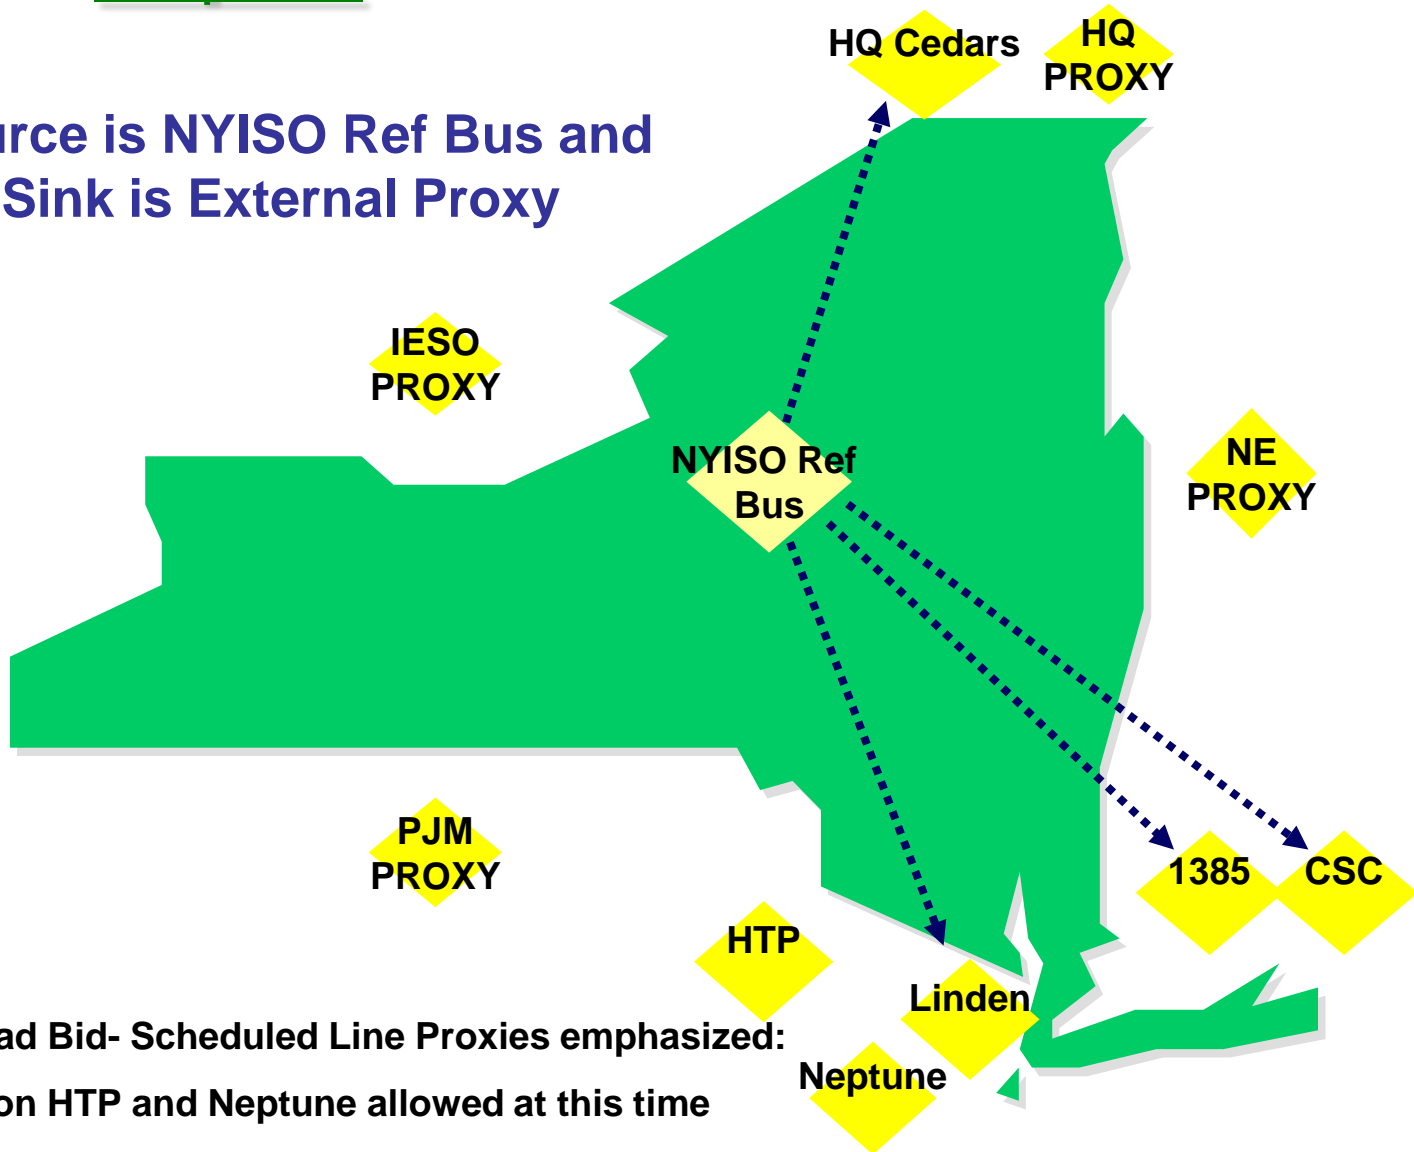 HQ Cedars
HQ
PROXY
is NYISO Ref Bus and
Sink is External Proxy
IESO
PROXY
NYISO Ref
Bus
NE
PROXY
PJM
PROXY
1385
CSC
HTP
Linden
Bid- Scheduled Line Proxies emphasized:
Neptune
on HTP and Neptune allowed at this time